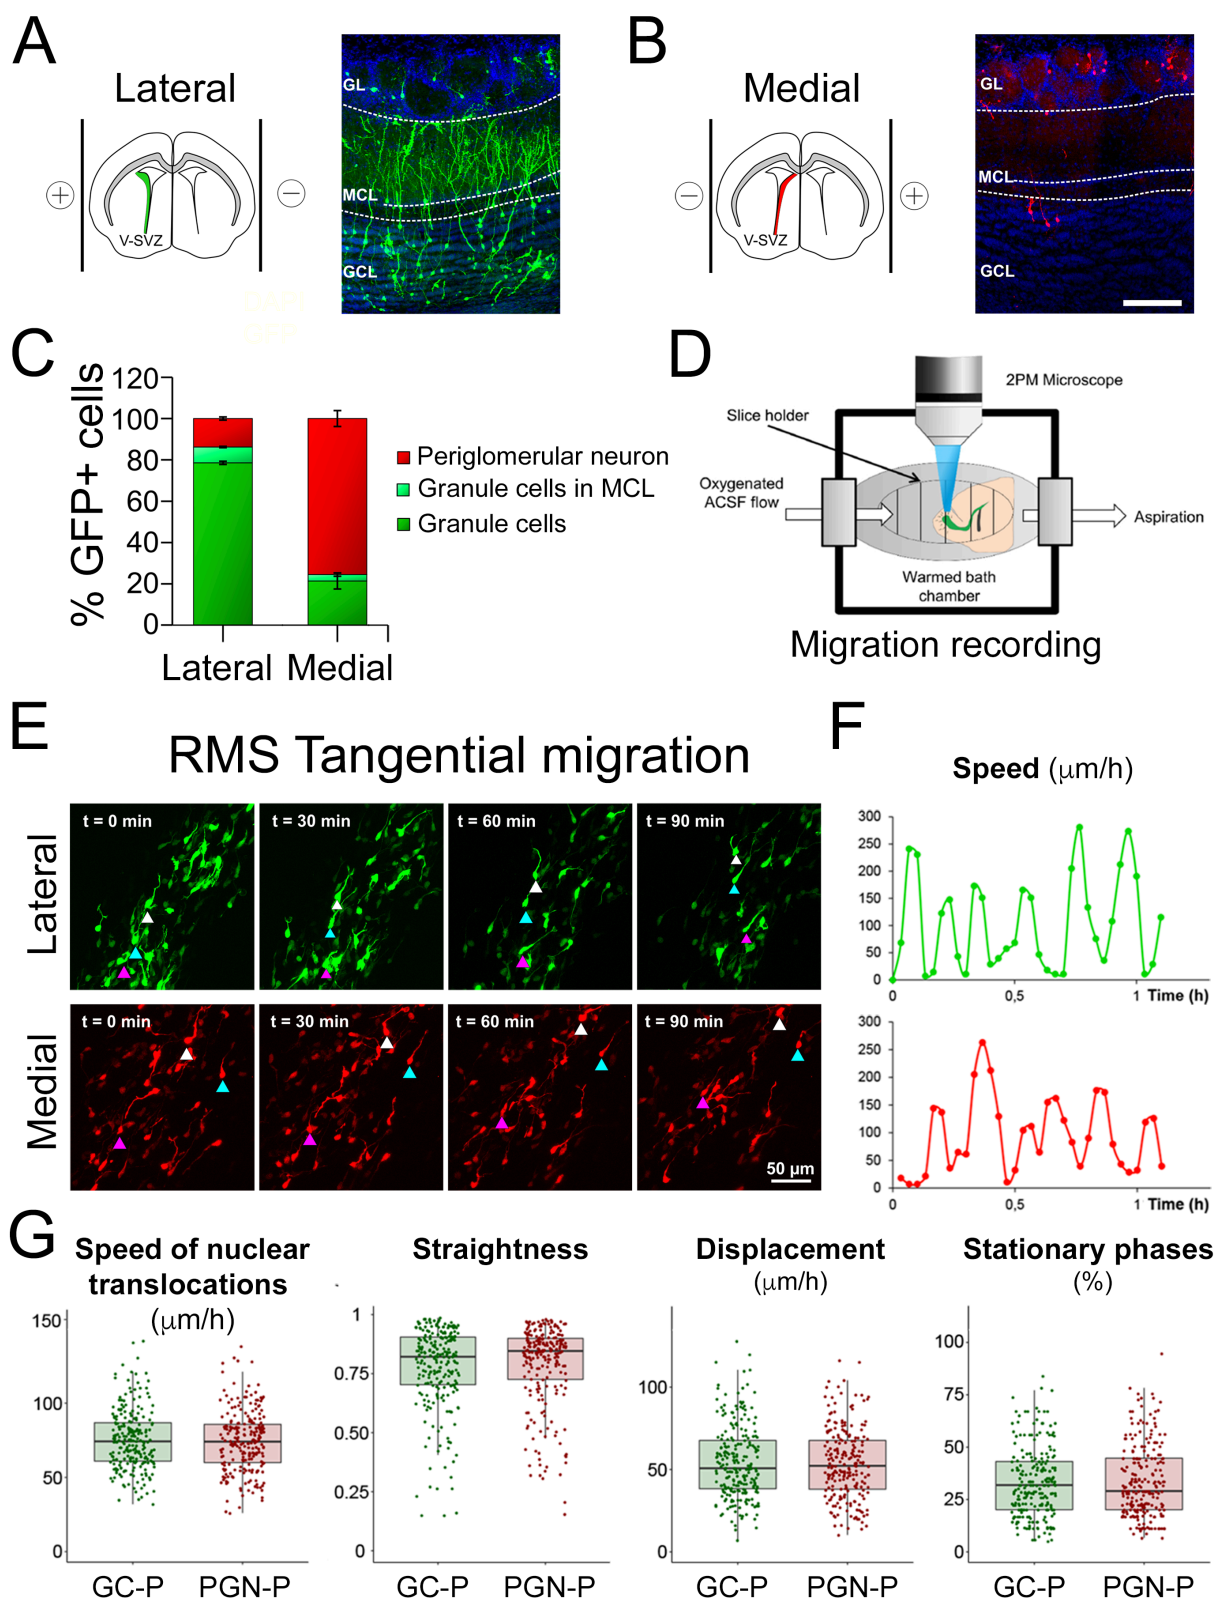 A
Lateral
+
−
V-SVZ
GL
MCL
GCL
B
Medial
−
+
V-SVZ
GL
MCL
GCL
DAPI
GFP
C
% GFP+ cells
120
100
80
60
40
20
0
Lateral Medial
Periglomerular neuron
Granule cells in MCL
Granule cells
D
2PM Microscope
Slice holder
Oxygenated
ACSF flow
Aspiration
Warmed bath
chamber
Migration recording
E
RMS Tangential migration
Lateral
t = 0 min
t = 30 min
t = 60 min
t = 90 min
Medial
t = 0 min
t = 30 min
t = 60 min
t = 90 min
50 µm
F
Speed (µm/h)
300
250
200
150
100
50
0
0 0,5 1 Time (h)
300
250
200
150
100
50
0
0 0,5 1 Time (h)
G
Speed of nuclear
translocations
(µm/h)
150
100
50
0
GC-P PGN-P
Straightness
1
0.75
0.50
0.25
0
GC-P PGN-P
Displacement
(µm/h)
100
50
0
GC-P PGN-P
Stationary phases
(%)
100
75
50
25
0
GC-P PGN-P